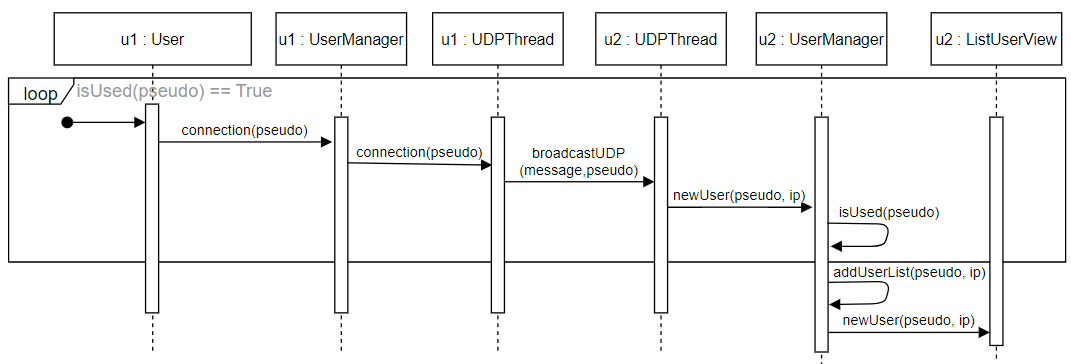 u1 : User
u1 : UserManager
u1 : UDPThread
u2 : UDPThread
u2 : UserManager
u2 : ListUserView
loop
isUsed(pseudo) == True
connection(pseudo)
connection(pseudo)
broadcastUDP
(message,pseudo)
newUser(pseudo, ip)
isUsed(pseudo)
addUserList(pseudo, ip)
newUser(pseudo, ip)